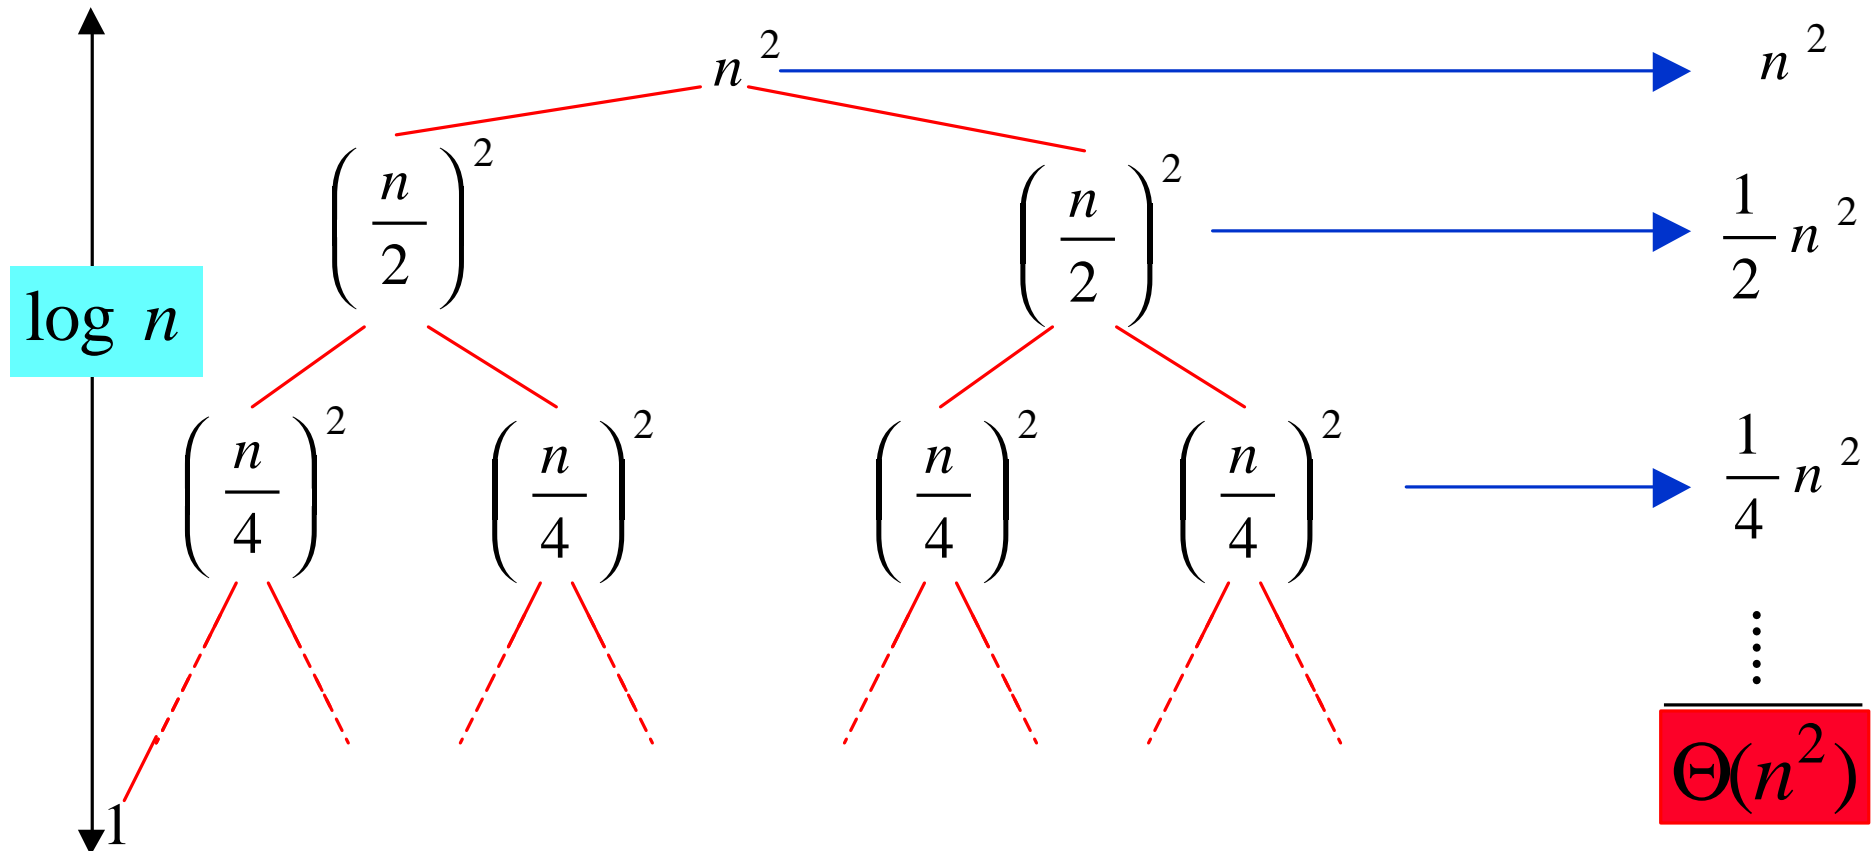 n² n²
(n/2)² (n/2)² 1/2 n²
log n
(n/4)² (n/4)² (n/4)² (n/4)² 1/4 n²
⋮
Θ(n²)
1